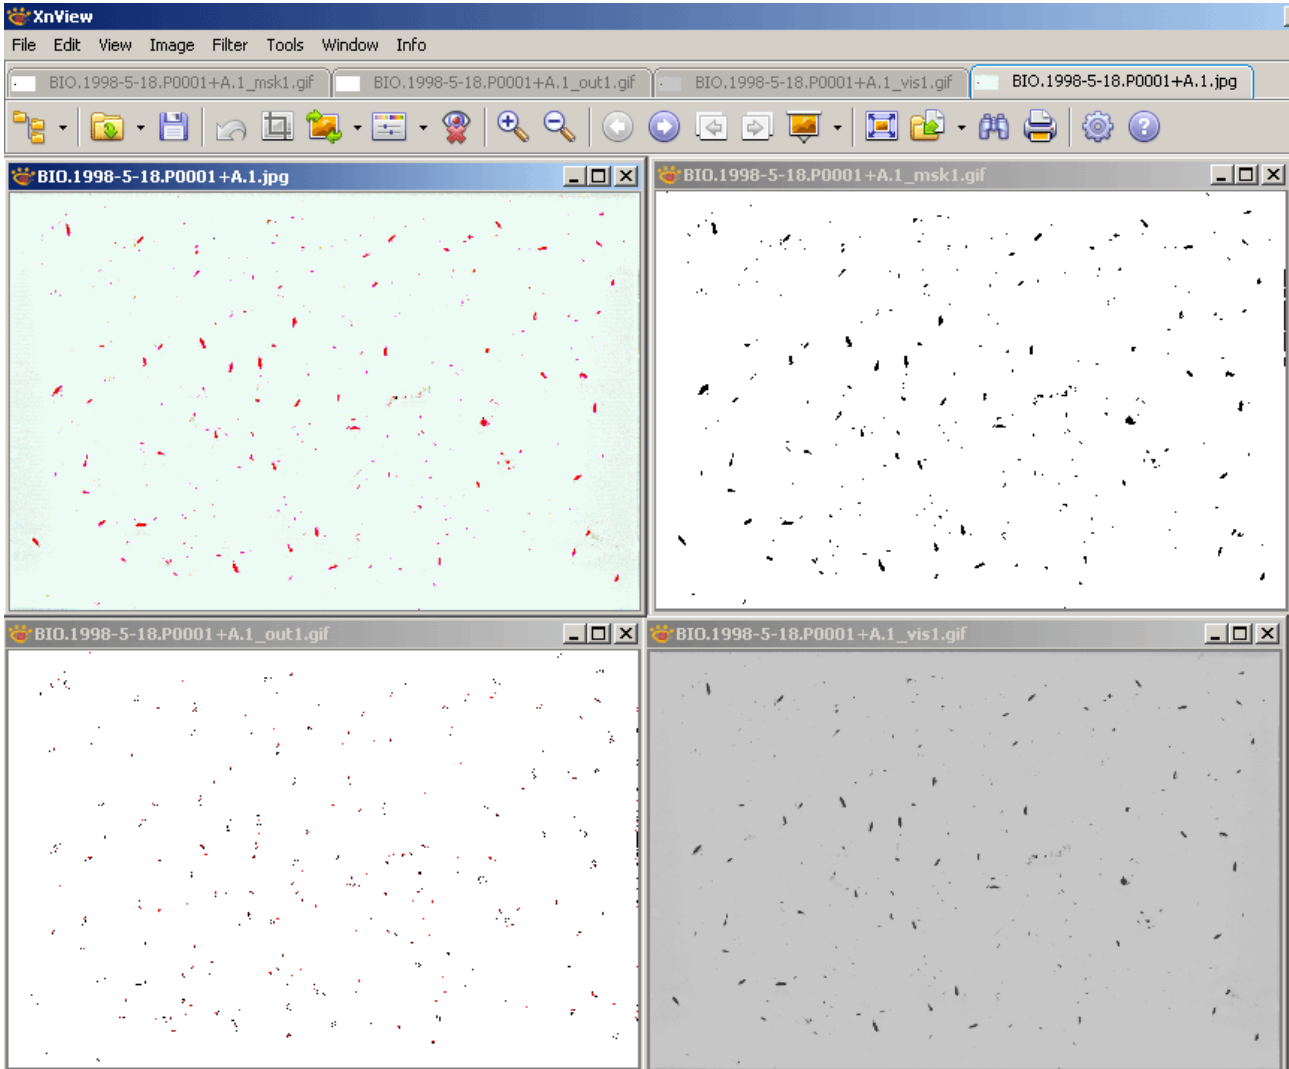 XnView
File Edit View Image Filter Tools Window Info
BIO.1998-5-18.P0001+A.1_msk1.gif BIO.1998-5-18.P0001+A.1_out1.gif BIO.1998-5-18.P0001+A.1_vis1.gif BIO.1998-5-18.P0001+A.1.jpg
BIO.1998-5-18.P0001+A.1.jpg
BIO.1998-5-18.P0001+A.1_msk1.gif
BIO.1998-5-18.P0001+A.1_out1.gif
BIO.1998-5-18.P0001+A.1_vis1.gif